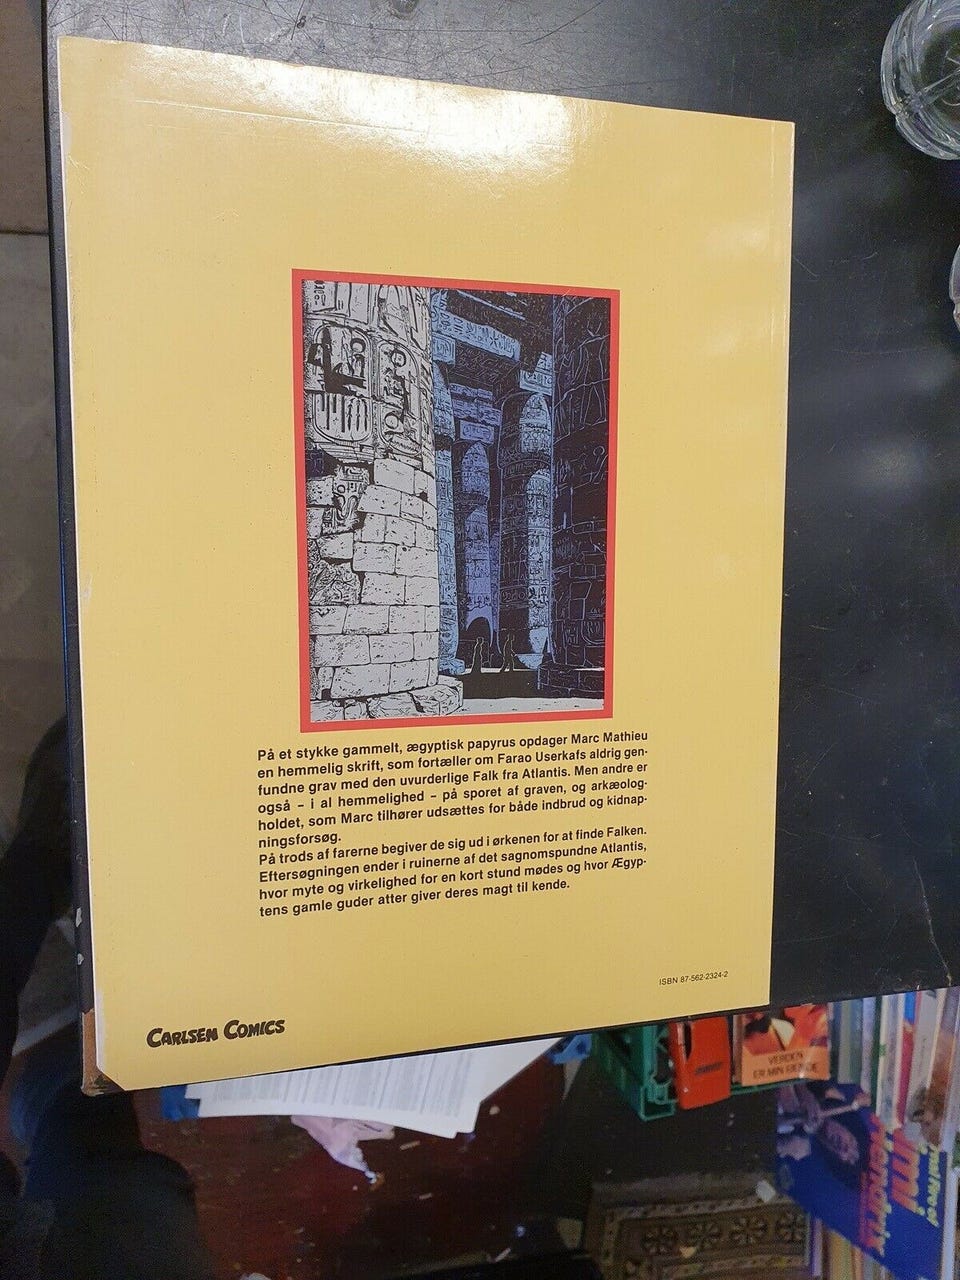 På et stykke gammelt, ægyptisk papyrus opdager Marc Mathieu
en hemmelig skrift, som fortæller om Farao Userkafs aldrig gen-
fundne grav med den uvurderlige Falk fra Atlantis. Men andre er
også – i al hemmelighed – på sporet af graven, og arkæolog-
holdet, som Marc tilhører udsættes for både indbrud og kidnap-
ningsforsøg.
På trods af farerne begiver de sig ud i ørkenen for at finde Falken.
Eftersøgningen ender i ruinerne af det sagnomspundne Atlantis,
hvor myte og virkelighed for en kort stund mødes og hvor Ægyp-
tens gamle guder atter giver deres magt til kende.
ISBN 87-562-2324-2
CARLSEN COMICS
VERDEN
ER MIN